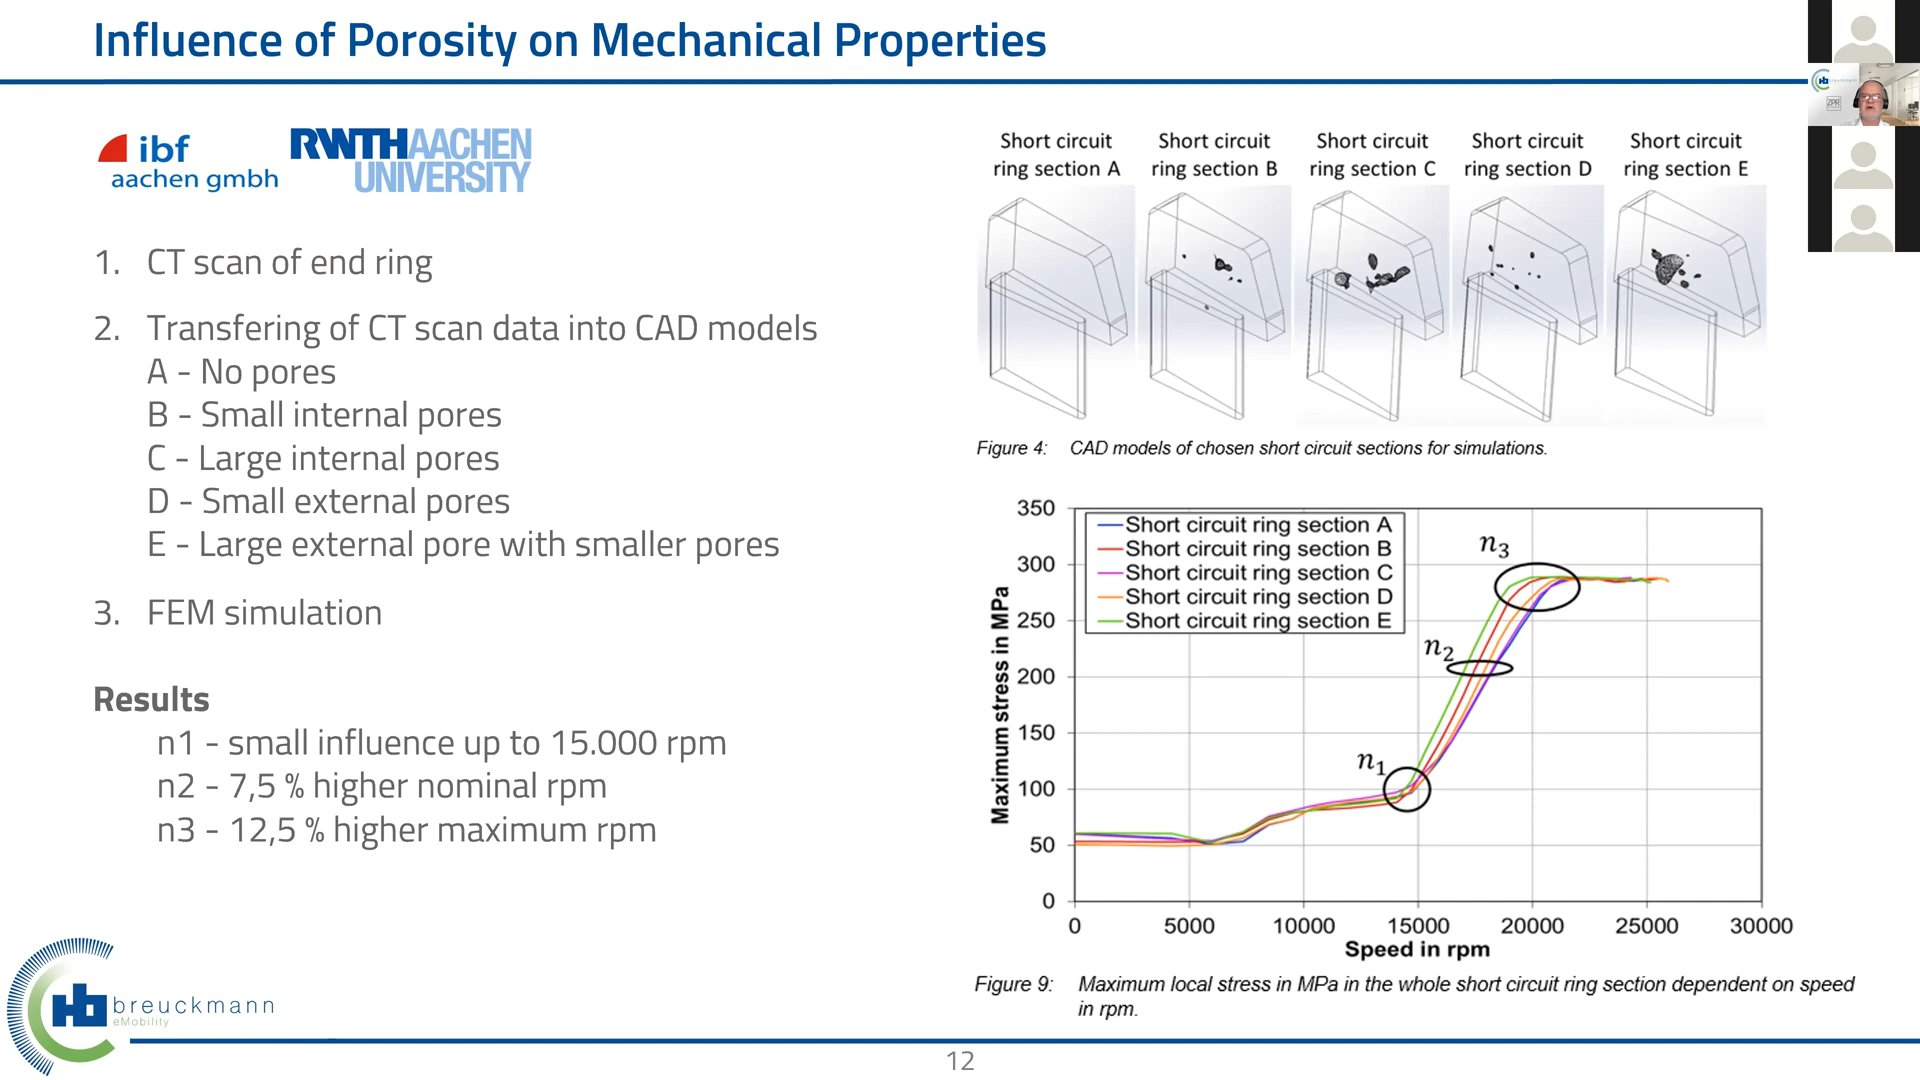 Influence of Porosity on Mechanical Properties
ibf
aachen gmbh
RWTHAACHEN
UNIVERSITY
1. CT scan of end ring
2. Transfering of CT scan data into CAD models
A - No pores
B - Small internal pores
C - Large internal pores
D - Small external pores
E - Large external pore with smaller pores
3. FEM simulation
Results
n1 - small influence up to 15.000 rpm
n2 - 7,5 % higher nominal rpm
n3 - 12,5 % higher maximum rpm
Short circuit
ring section A
Short circuit
ring section B
Short circuit
ring section C
Short circuit
ring section D
Short circuit
ring section E
Figure 4: CAD models of chosen short circuit sections for simulations.
Maximum stress in MPa
350
300
250
200
150
100
50
0
Short circuit ring section A
Short circuit ring section B
Short circuit ring section C
Short circuit ring section D
Short circuit ring section E
n3
n2
n1
0 5000 10000 15000 20000 25000 30000
Speed in rpm
Figure 9: Maximum local stress in MPa in the whole short circuit ring section dependent on speed
in rpm.
hb
breuckmann
eMobility
12
ZPR